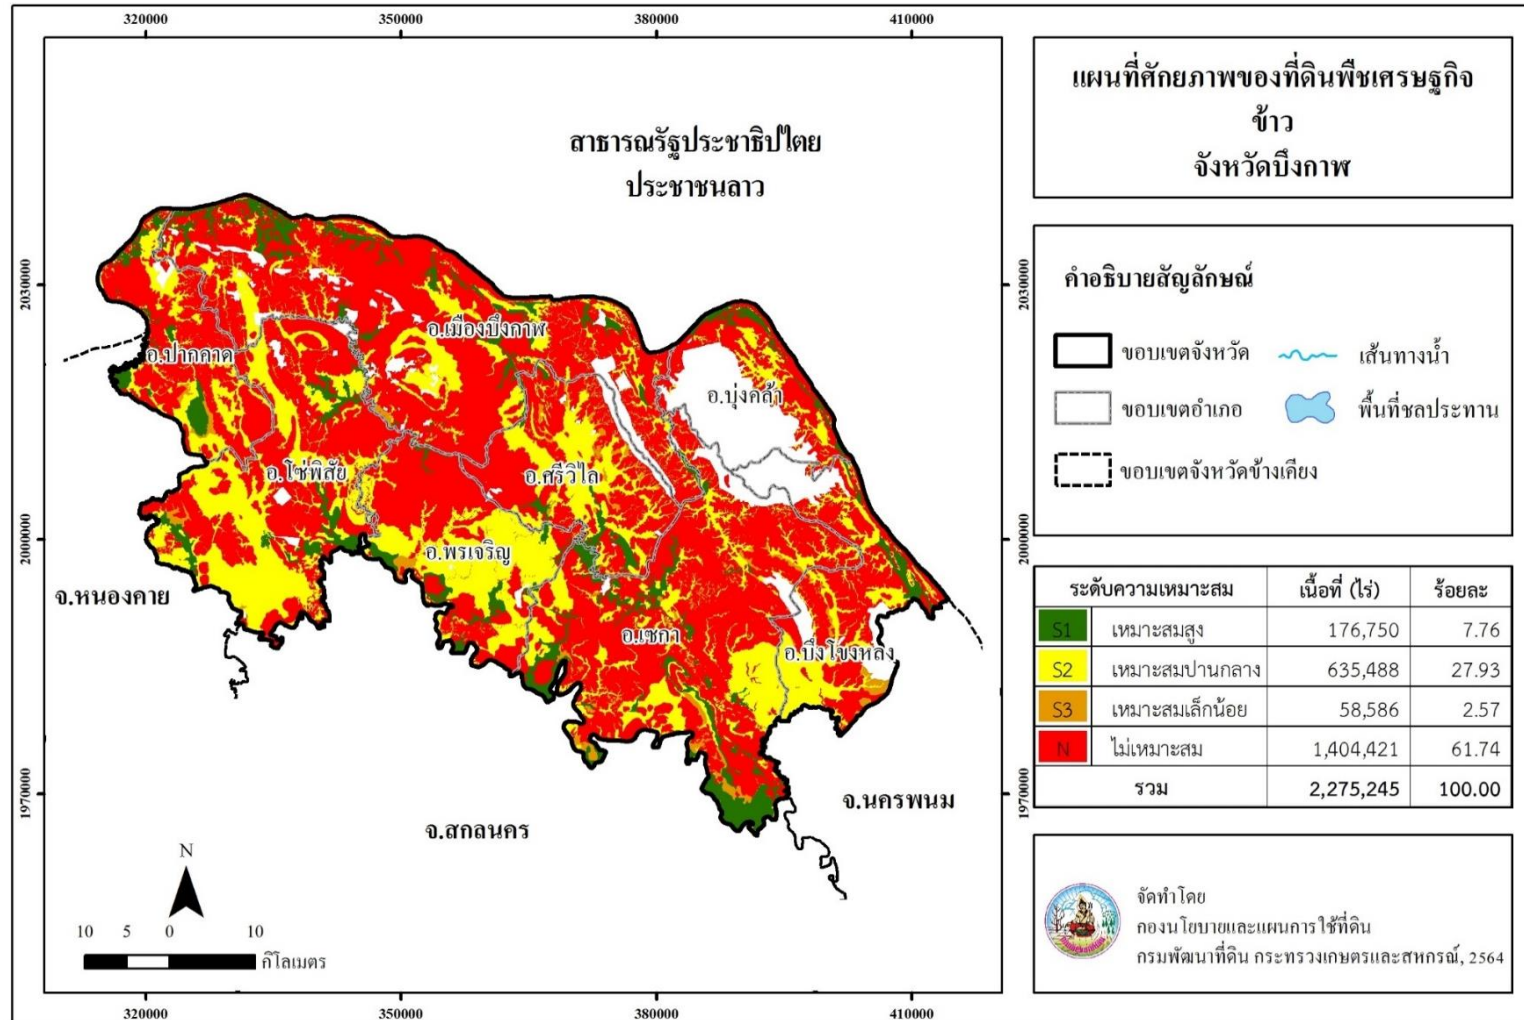 320000
350000
380000
410000
แผนที่ศักยภาพของที่ดินพืชเศรษฐกิจ
ข้าว
จังหวัดบึงกาฬ
สาธารณรัฐประชาธิปไตย
ประชาชนลาว
2030000
2030000
คำอธิบายสัญลักษณ์
ขอบเขตจังหวัด
เส้นทางน้ำ
ขอบเขตอำเภอ
พื้นที่ชลประทาน
ขอบเขตจังหวัดข้างเคียง
อ.เมืองบึงกาฬ
อ.ปากคาด
อ.บุ่งคล้า
อ.โซ่พิสัย
อ.ศรีวิไล
2000000
2000000
อ.พรเจริญ
จ.หนองคาย
อ.เซกา
อ.บึงโขงหลง
ระดับความเหมาะสม เนื้อที่ (ไร่) ร้อยละ
S1 เหมาะสมสูง 176,750 7.76
S2 เหมาะสมปานกลาง 635,488 27.93
S3 เหมาะสมเล็กน้อย 58,586 2.57
N ไม่เหมาะสม 1,404,421 61.74
รวม 2,275,245 100.00
1970000
1970000
จ.นครพนม
จ.สกลนคร
N
10 5 0 10
กิโลเมตร
จัดทำโดย
กองนโยบายและแผนการใช้ที่ดิน
กรมพัฒนาที่ดิน กระทรวงเกษตรและสหกรณ์, 2564
320000
350000
380000
410000